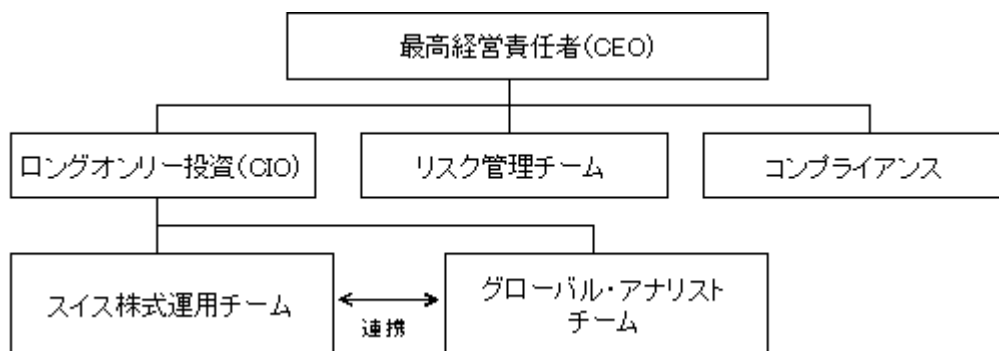 最高経営責任者(CEO)
ロングオンリー投資(CIO)
リスク管理チーム
コンプライアンス
スイス株式運用チーム
連携
グローバル・アナリスト
チーム